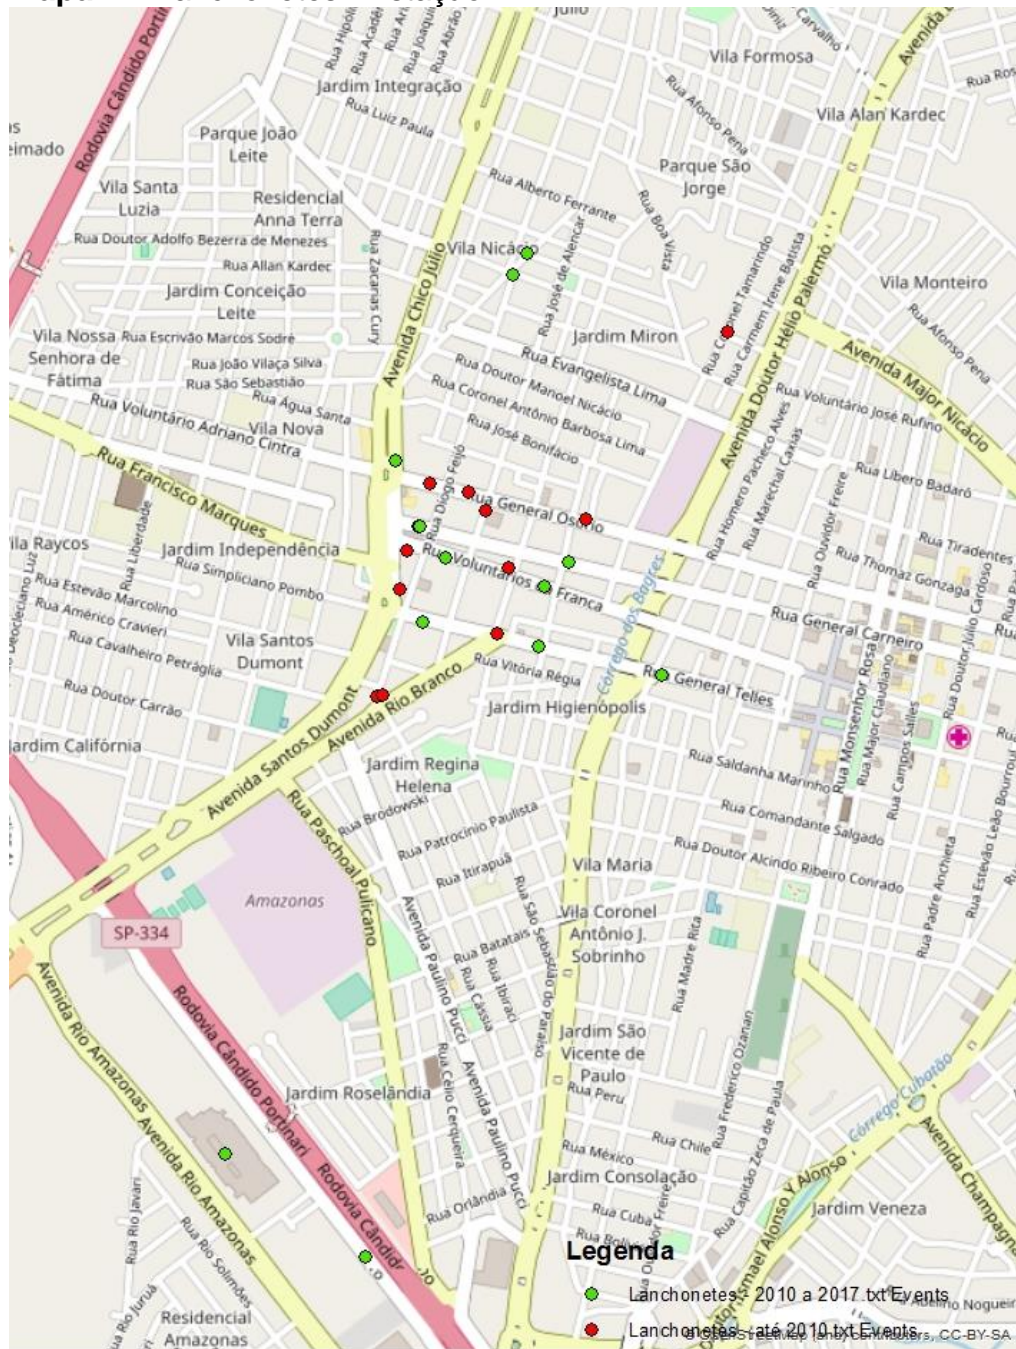 Julio
Carvalho
Rodovia Cândido Portinari
Jardim Integração
Rua Luiz Paula
Vila Formosa
Rua Afonso Pena
Vila Alan Kardec
Parque João
Leite
Vila Santa
Luzia
Residencial
Anna Terra
Rua Alberto Ferrante
Parque São
Jorge
Rua Boa Vista
Rua Doutor Adolfo Bezerra de Menezes
Rua Allan Kardec
Jardim Conceição
Leite
Rua Zacarias Cury
Avenida Chico Júlio
Vila Nicácio
Rua José de Alencar
Jardim Miron
Rua Coronel Tamarindo
Rua Carmem Irene Batista
Avenida Doutor Hélio Palermo
Vila Monteiro
Rua Afonso Pena
Avenida Major Nicácio
Vila Nossa
Senhora de
Fátima
Rua Escrivão Marcos Sodré
Rua João Vilaça Silva
Rua São Sebastião
Rua Água Santa
Vila Nova
Rua Voluntário Adriano Cintra
Rua Evangelista Lima
Rua Doutor Manoel Nicácio
Rua Coronel Antônio Barbosa Lima
Rua José Bonifácio
Rua Diogo Feijó
Rua Voluntário José Rufino
Rua Homero Pacheco Alves
Rua Marechal Caxias
Rua Líbero Badaró
Rua Francisco Marques
Rua Liberdade
Rua General Osório
Rua Ouvidor Freire
Rua Tiradentes
Rua Thomaz Gonzaga
Vila Raycos
Jardim Independência
Rua Simpliciano Pombo
Rua Voluntários da Franca
Córrego dos Bagres
Rua General Carneiro
Rua Estevão Marcolino
Rua Américo Cravieri
Rua Cavalheiro Petráglia
Rua Doutor Carrão
Vila Santos
Dumont
Rua Vitória Régia
Rua General Telles
Jardim Higienópolis
Rua Monsenhor Rosa
Rua Major Claudiano
Rua Campos Salles
Rua Doutor Júlio Cardoso
Jardim Califórnia
Avenida Santos Dumont
Avenida Rio Branco
Jardim Regina
Helena
Rua Brodowski
Rua Patrocínio Paulista
Rua Itirapuã
Rua Saldanha Marinho
Rua Comandante Salgado
Rua Doutor Alcindo Ribeiro Conrado
Rua Padre Anchieta
Rua Estevão Leão Bourroul
Rua Paschoal Pulicano
Amazonas
SP-334
Vila Maria
Vila Coronel
Antônio J.
Sobrinho
Rua São Sebastião do Paraíso
Rua Batatais
Rua Ibiraci
Rua Cássia
Avenida Paulino Pucci
Rua Madre Rita
Rua Frederico Ozanan
Jardim São
Vicente de
Paulo
Rua Peru
Rua Chile
Rua México
Jardim Consolação
Rua Cuba
Rua Capitão Zeca de Paula
Córrego Cubatão
Avenida Champagnat
Jardim Veneza
Avenida Rio Amazonas
Avenida Rio Amazonas
Rodovia Cândido Portinari
Jardim Roselândia
Rua Célio Cerqueira
Avenida Paulino Pucci
Rua Orlândia
Rua Rio Javari
Rua Rio Solimões
Rua Rio Juruá
Residencial
Amazonas
Legenda
Lanchonetes - 2010 a 2017.txt Events
Lanchonetes - até 2010.txt Events